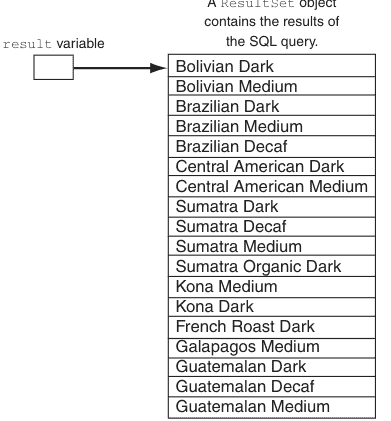 A ResultSet object
contains the results of
the SQL query.
result variable
Bolivian Dark
Bolivian Medium
Brazilian Dark
Brazilian Medium
Brazilian Decaf
Central American Dark
Central American Medium
Sumatra Dark
Sumatra Decaf
Sumatra Medium
Sumatra Organic Dark
Kona Medium
Kona Dark
French Roast Dark
Galapagos Medium
Guatemalan Dark
Guatemalan Decaf
Guatemalan Medium